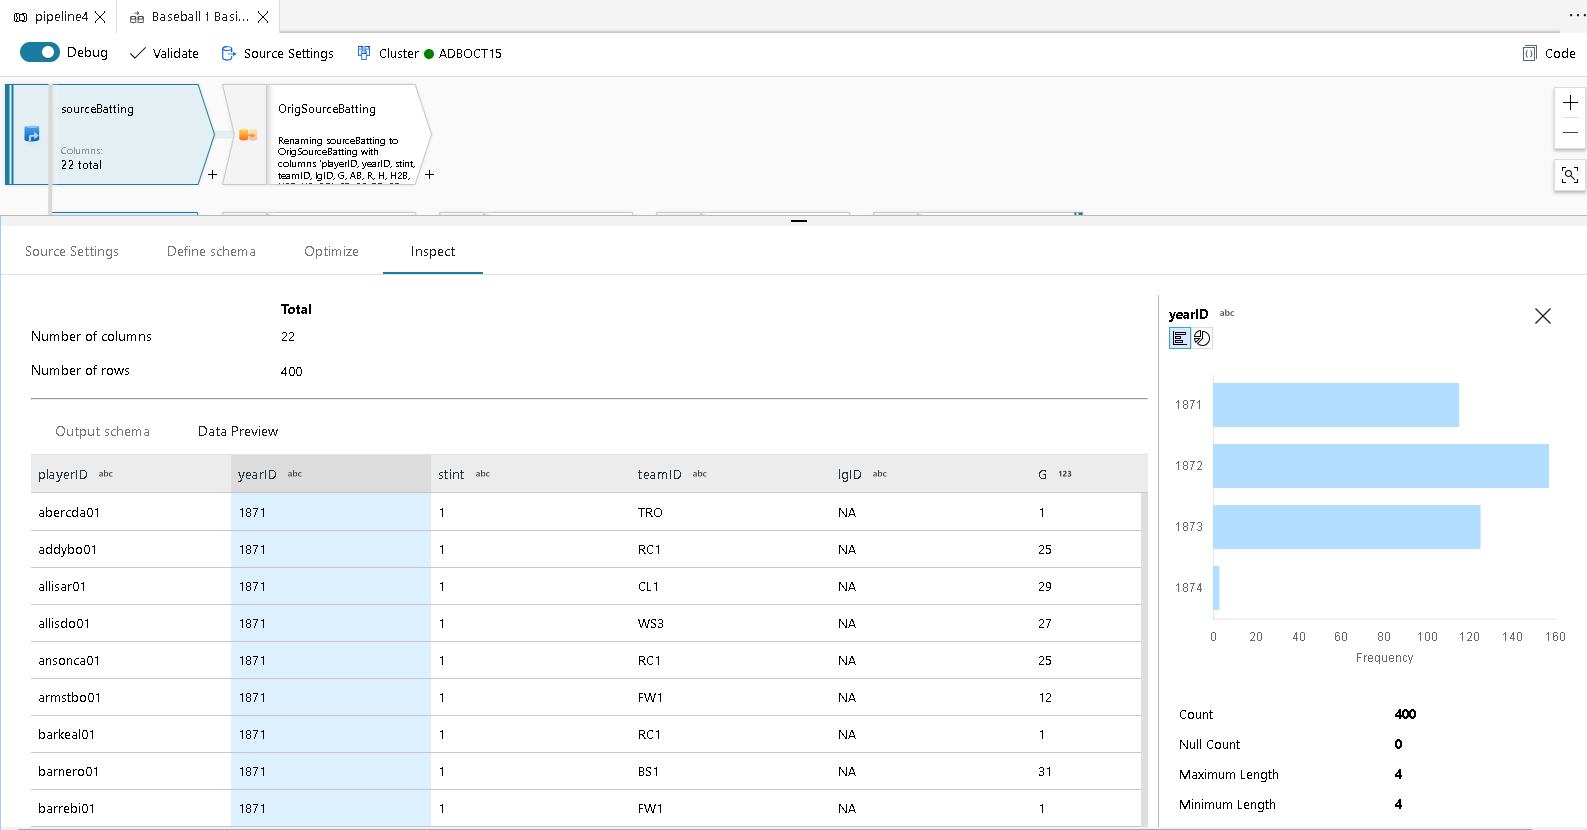 pipeline4
Baseball 1 Basi...
Debug
Validate
Source Settings
Cluster
ADBOCT15
Code
sourceBatting
Columns:
22 total
+
OrigSourceBatting
Renaming sourceBatting to
OrigSourceBatting with
columns 'playerID, yearID, stint,
teamID, lgID, G, AB, R, H, H2B,
+
Source Settings
Define schema
Optimize
Inspect
Total
Number of columns 22
Number of rows 400
Output schema
Data Preview
playerID abc yearID abc stint abc teamID abc lgID abc G 123
abercda01 1871 1 TRO NA 1
addybo01 1871 1 RC1 NA 25
allisar01 1871 1 CL1 NA 29
allisdo01 1871 1 WS3 NA 27
ansonca01 1871 1 RC1 NA 25
armstbo01 1871 1 FW1 NA 12
barkeal01 1871 1 RC1 NA 1
barnero01 1871 1 BS1 NA 31
barrebi01 1871 1 FW1 NA 1
yearID abc
1871
1872
1873
1874
0 20 40 60 80 100 120 140 160
Frequency
Count 400
Null Count 0
Maximum Length 4
Minimum Length 4